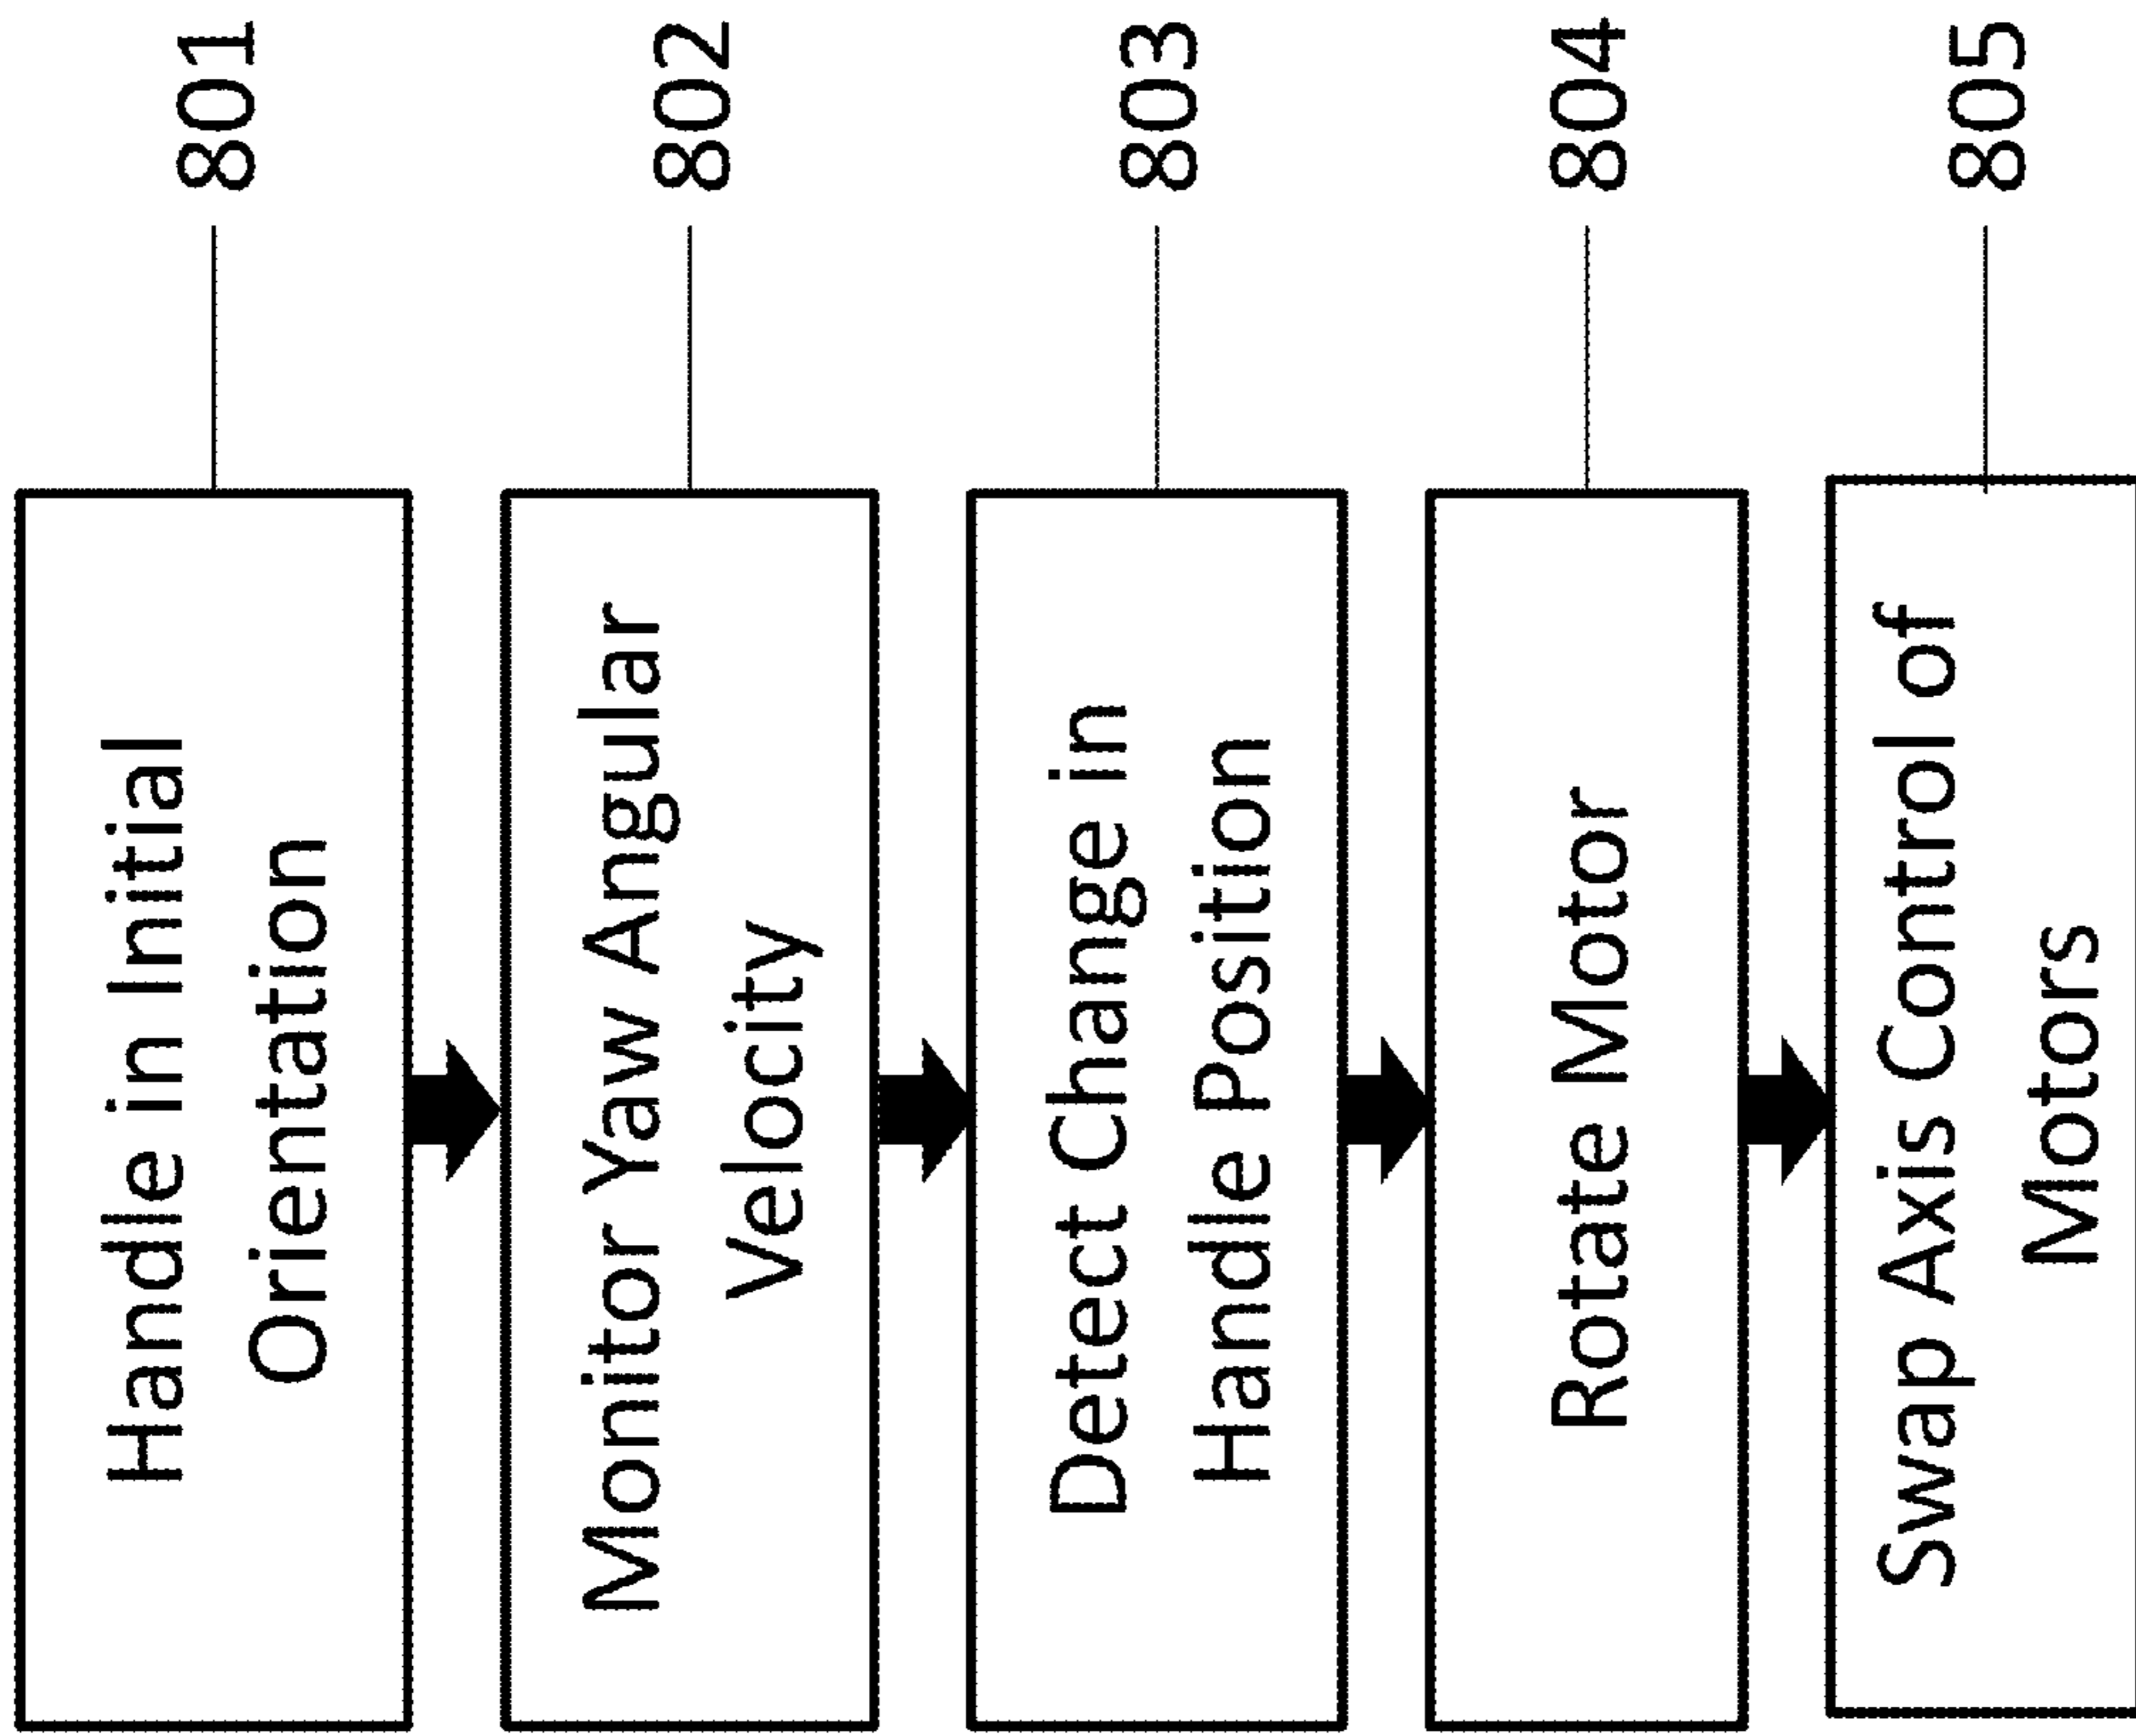 Handle in Initial
Orientation
801
Monitor Yaw Angular
Velocity
802
Detect Change in
Handle Position
803
Rotate Motor
804
Swap Axis Control of
Motors
805